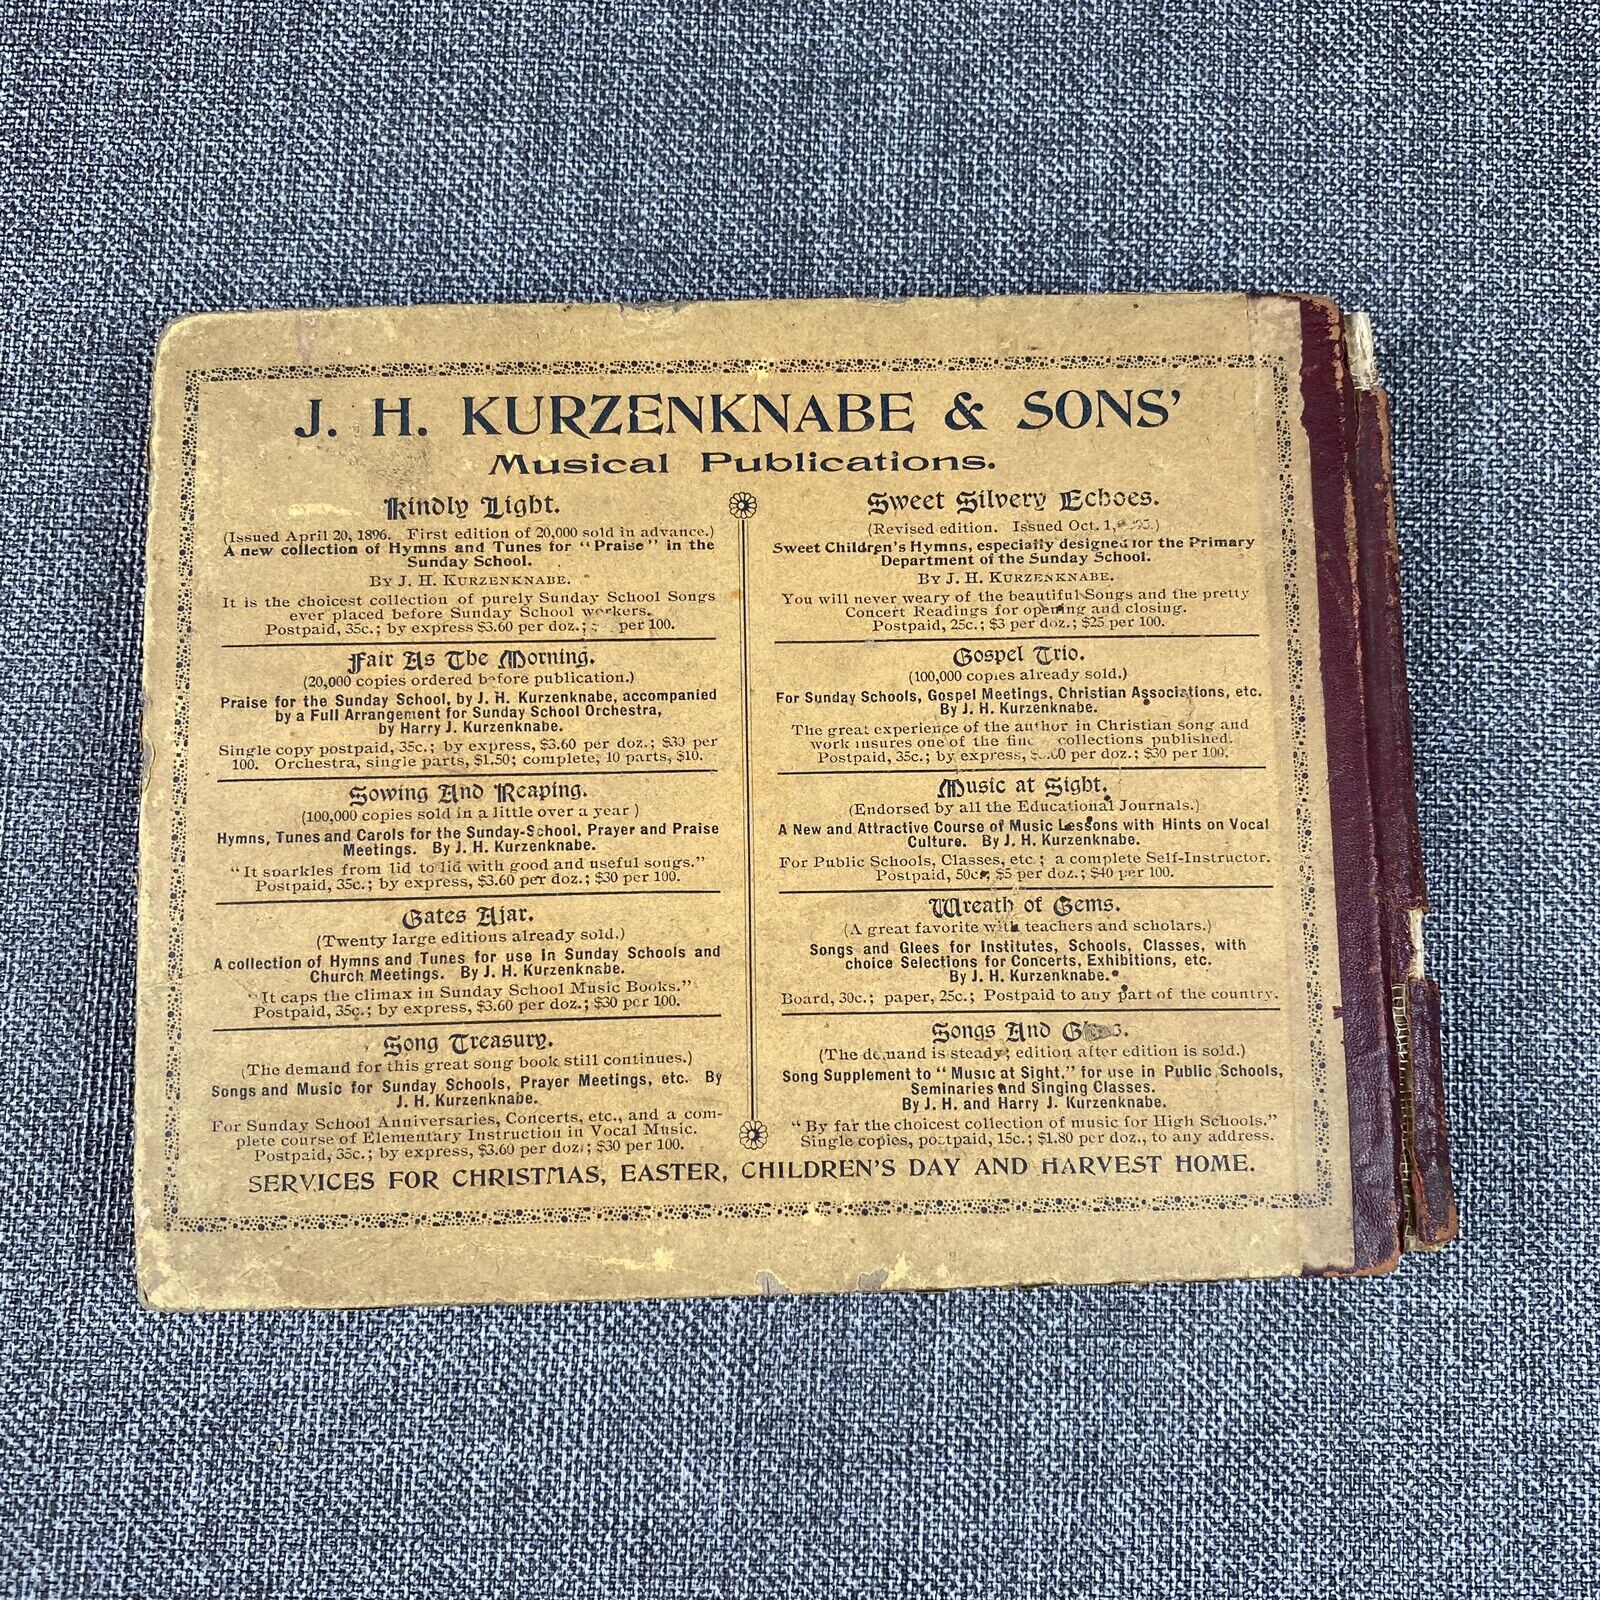 J. H. KURZENKNABE & SONS'
Musical Publications.
Kindly Light.
(Issued April 20, 1896. First edition of 20,000 sold in advance.)
A new collection of Hymns and Tunes for "Praise" in the
Sunday School.
BY J. H. KURZENKNABE.
It is the choicest collection of purely Sunday School Songs
ever placed before Sunday School workers.
Postpaid, 35c.; by express $3.60 per doz.; per 100.
Fair As The Morning.
(20,000 copies ordered before publication.)
Praise for the Sunday School, by J. H. Kurzenknabe, accompanied
by a Full Arrangement for Sunday School Orchestra,
by Harry J. Kurzenknabe.
Single copy postpaid, 35c.; by express, $3.60 per doz.; $30 per
100. Orchestra, single parts, $1.50; complete, 10 parts, $10.
Sowing And Reaping.
(100,000 copies sold in a little over a year)
Hymns, Tunes and Carols for the Sunday-School, Prayer and Praise
Meetings. By J. H. Kurzenknabe.
"It sparkles from lid to lid with good and useful songs."
Postpaid, 35c.; by express, $3.60 per doz.; $30 per 100.
Gates Ajar.
(Twenty large editions already sold.)
A collection of Hymns and Tunes for use in Sunday Schools and
Church Meetings. By J. H. Kurzenknabe.
"It caps the climax in Sunday School Music Books."
Postpaid, 35c.; by express, $3.60 per doz.; $30 per 100.
Song Treasury.
(The demand for this great song book still continues.)
Songs and Music for Sunday Schools, Prayer Meetings, etc. By
J. H. Kurzenknabe.
For Sunday School Anniversaries, Concerts, etc., and a com-
plete course of Elementary Instruction in Vocal Music.
Postpaid, 35c.; by express, $3.60 per doz.; $30 per 100.
Sweet Silvery Echoes.
(Revised edition. Issued Oct. 1,
Sweet Children's Hymns, especially designed for the Primary
Department of the Sunday School.
BY J. H. KURZENKNABE.
You will never weary of the beautiful Songs and the pretty
Concert Readings for opening and closing.
Postpaid, 25c.; $3 per doz.; $25 per 100.
Gospel Trio.
(100,000 copies already sold.)
For Sunday Schools, Gospel Meetings, Christian Associations, etc.
By J. H. Kurzenknabe.
The great experience of the author in Christian song and
work insures one of the collections published.
Postpaid, 35c.; by express, per doz.; $30 per 100.
Music at Sight.
(Endorsed by all the Educational Journals.)
A New and Attractive Course of Music Lessons with Hints on Vocal
Culture. By J. H. Kurzenknabe.
For Public Schools, Classes, etc.; a complete Self-Instructor.
Postpaid, 50c.; $5 per doz.; $40 per 100.
Wreath of Gems.
(A great favorite with teachers and scholars.)
Songs and Glees for Institutes, Schools, Classes, with
choice Selections for Concerts, Exhibitions, etc.
By J. H. Kurzenknabe.
Board, 30c.; paper, 25c.; Postpaid to any part of the country.
Songs And
(The demand is steady; edition after edition is sold.)
Song Supplement to "Music at Sight," for use in Public Schools,
Seminaries and Singing Classes.
By J. H. and Harry J. Kurzenknabe.
"By far the choicest collection of music for High Schools."
Single copies, postpaid, 15c.; $1.80 per doz., to any address.
SERVICES FOR CHRISTMAS, EASTER, CHILDREN'S DAY AND HARVEST HOME.